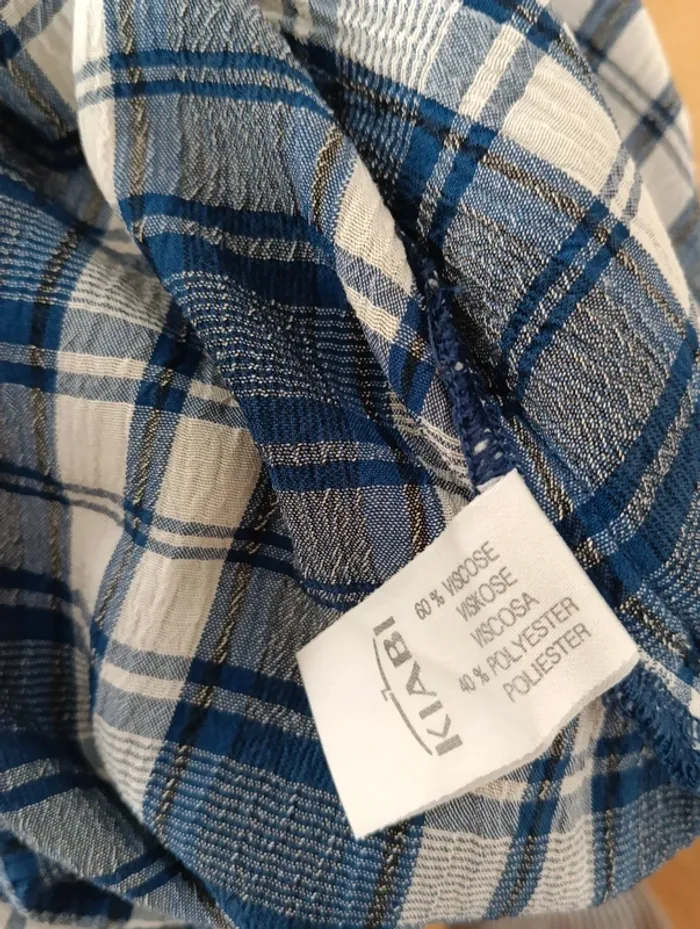 KIABI
60 % VISCOSE
VISKOSE
VISCOSA
40 % POLYESTER
POLIESTER